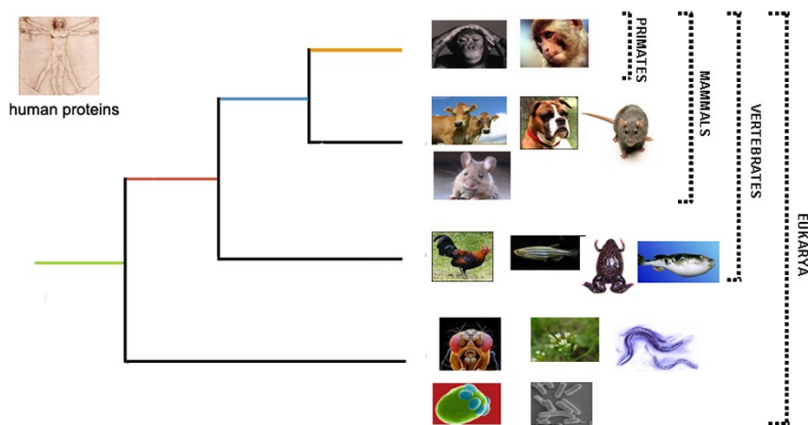 human proteins
PRIMATES
MAMMALS
VERTEBRATES
EUKARYA